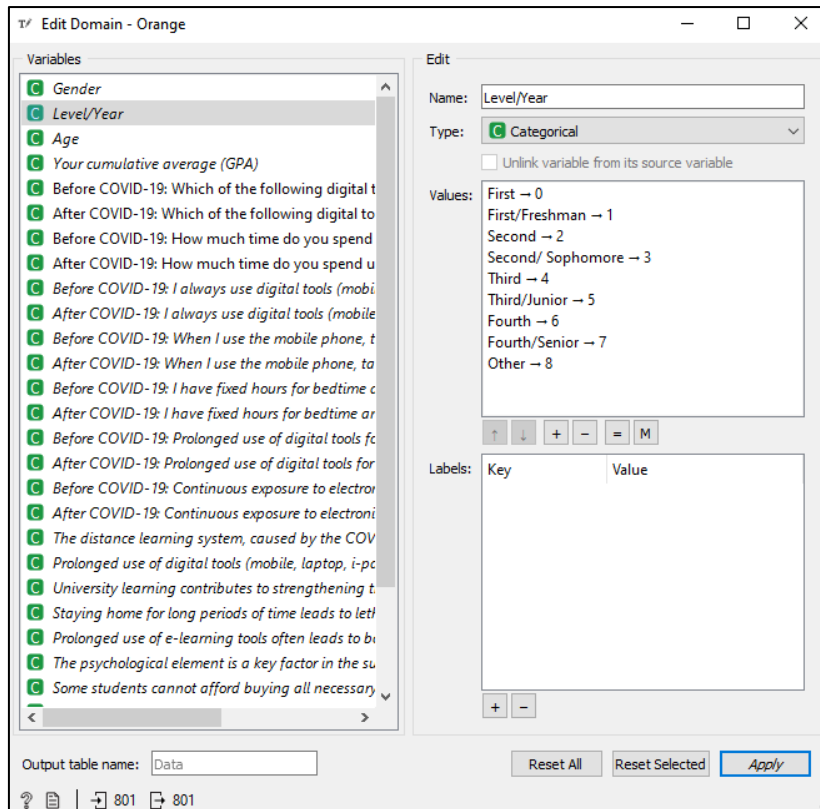 Edit Domain - Orange
Variables
C Gender
C Level/Year
C Age
C Your cumulative average (GPA)
C Before COVID-19: Which of the following digital t
C After COVID-19: Which of the following digital to
C Before COVID-19: How much time do you spend
C After COVID-19: How much time do you spend u
C Before COVID-19: I always use digital tools (mobil
C After COVID-19: I always use digital tools (mobile
C Before COVID-19: When I use the mobile phone, t
C After COVID-19: When I use the mobile phone, ta
C Before COVID-19: I have fixed hours for bedtime a
C After COVID-19: I have fixed hours for bedtime ar
C Before COVID-19: Prolonged use of digital tools fo
C After COVID-19: Prolonged use of digital tools for
C Before COVID-19: Continuous exposure to electror
C After COVID-19: Continuous exposure to electroni
C The distance learning system, caused by the COV
C Prolonged use of digital tools (mobile, laptop, i-pa
C University learning contributes to strengthening t
C Staying home for long periods of time leads to leth
C Prolonged use of e-learning tools often leads to bo
C The psychological element is a key factor in the su
C Some students cannot afford buying all necessary
Edit
Name: Level/Year
Type: C Categorical
Unlink variable from its source variable
Values: First → 0
First/Freshman → 1
Second → 2
Second/ Sophomore → 3
Third → 4
Third/Junior → 5
Fourth → 6
Fourth/Senior → 7
Other → 8
↑ ↓ + − = M
Labels: Key Value
+ −
Output table name: Data
Reset All Reset Selected Apply
? 801 801